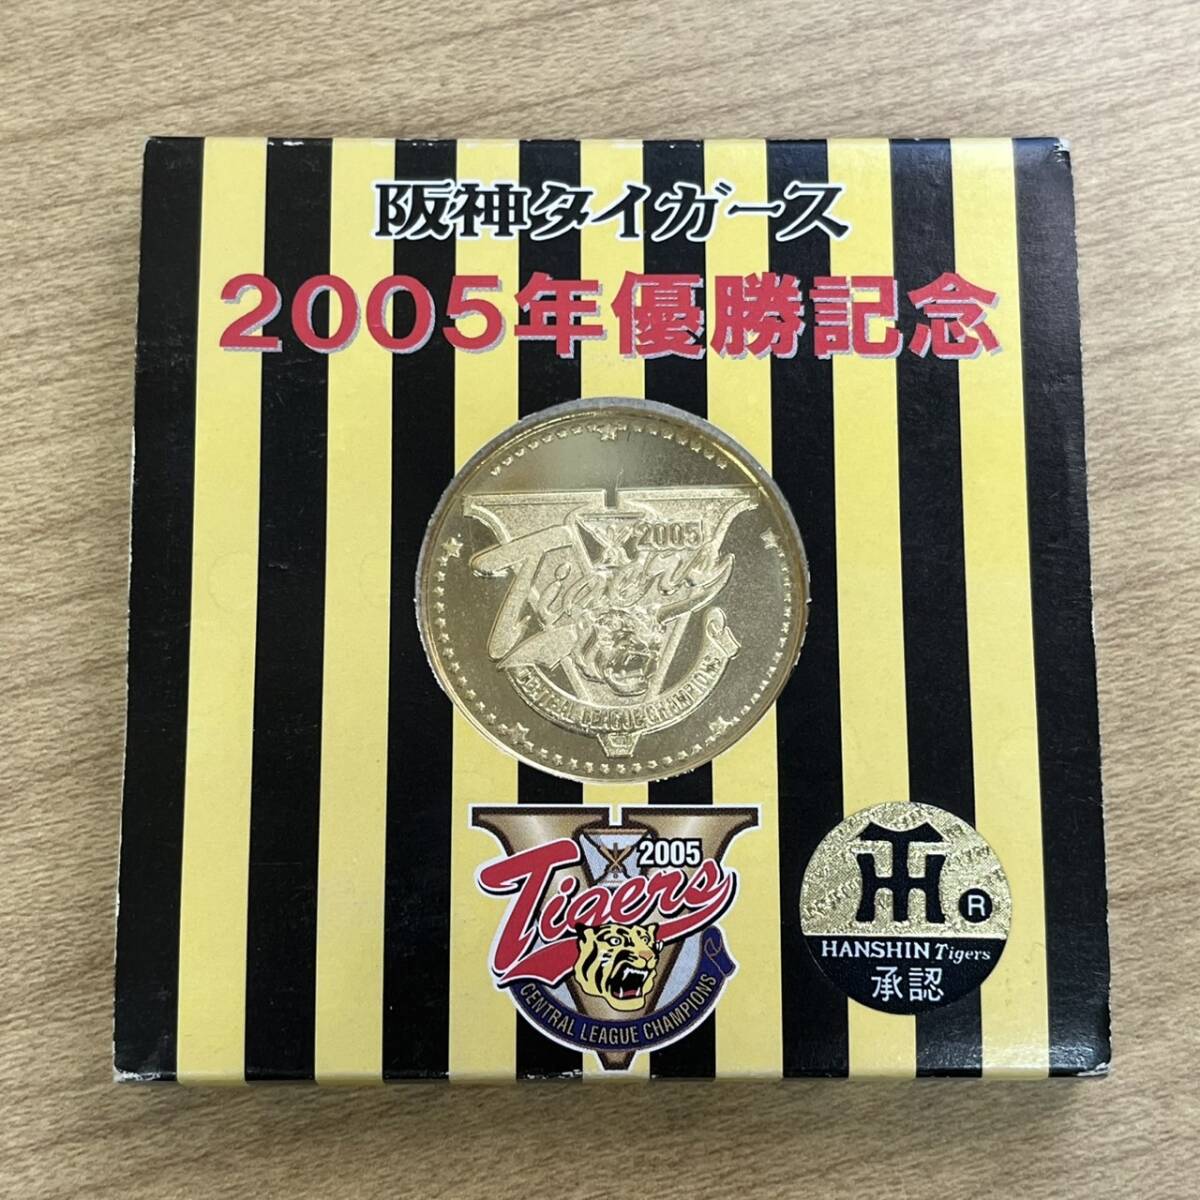 阪神タイガース
2005年優勝記念
2005
Tigers
CENTRAL LEAGUE CHAMPIONS
2005
Tigers
CENTRAL LEAGUE CHAMPIONS
R
HANSHIN Tigers
承認